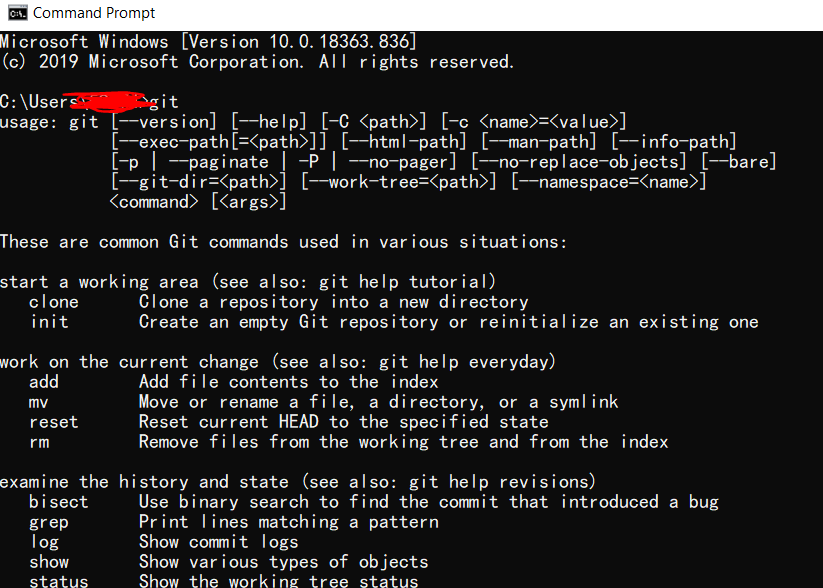 Command Prompt
Microsoft Windows [Version 10.0.18363.836]
(c) 2019 Microsoft Corporation. All rights reserved.
C:\Users\>git
usage: git [--version] [--help] [-C <path>] [-c <name>=<value>]
[--exec-path[=<path>]] [--html-path] [--man-path] [--info-path]
[-p | --paginate | -P | --no-pager] [--no-replace-objects] [--bare]
[--git-dir=<path>] [--work-tree=<path>] [--namespace=<name>]
<command> [<args>]
These are common Git commands used in various situations:
start a working area (see also: git help tutorial)
clone Clone a repository into a new directory
init Create an empty Git repository or reinitialize an existing one
work on the current change (see also: git help everyday)
add Add file contents to the index
mv Move or rename a file, a directory, or a symlink
reset Reset current HEAD to the specified state
rm Remove files from the working tree and from the index
examine the history and state (see also: git help revisions)
bisect Use binary search to find the commit that introduced a bug
grep Print lines matching a pattern
log Show commit logs
show Show various types of objects
status Show the working tree status